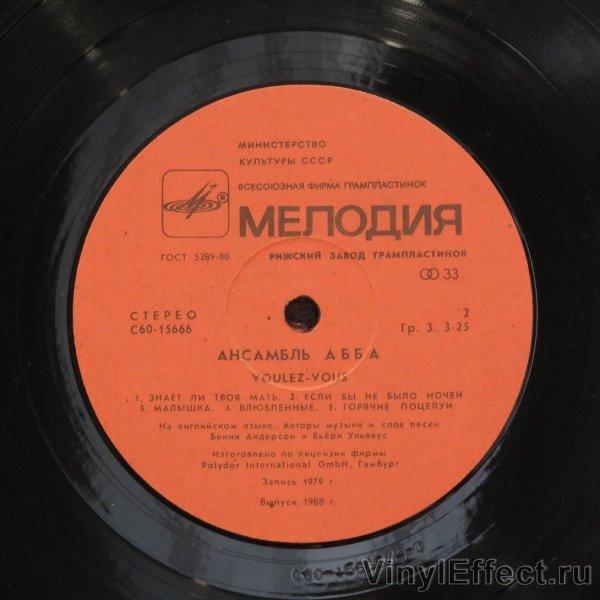 МИНИСТЕРСТВО
КУЛЬТУРЫ СССР
ВСЕСОЮЗНАЯ ФИРМА ГРАМПЛАСТИНОК
®
МЕЛОДИЯ
ГОСТ 5289-80 РИЖСКИЙ ЗАВОД ГРАМПЛАСТИНОК
33
СТЕРЕО 2
С60-15666 Гр. 3. 3-25
АНСАМБЛЬ АББА
VOULEZ-VOUS
1. ЗНАЕТ ЛИ ТВОЯ МАТЬ, 2. ЕСЛИ БЫ НЕ БЫЛО НОЧЕЙ
3. МАЛЫШКА, 4. ВЛЮБЛЕННЫЕ, 5. ГОРЯЧИЕ ПОЦЕЛУИ
На английском языке. Авторы музыки и слов песен
Бенни Андерсон и Бьёрн Ульвеус
Изготовлено по лицензии фирмы
Polydor International GmbH, Гамбург
Запись 1979 г.
Выпуск 1988 г.
VinylEffect.ru